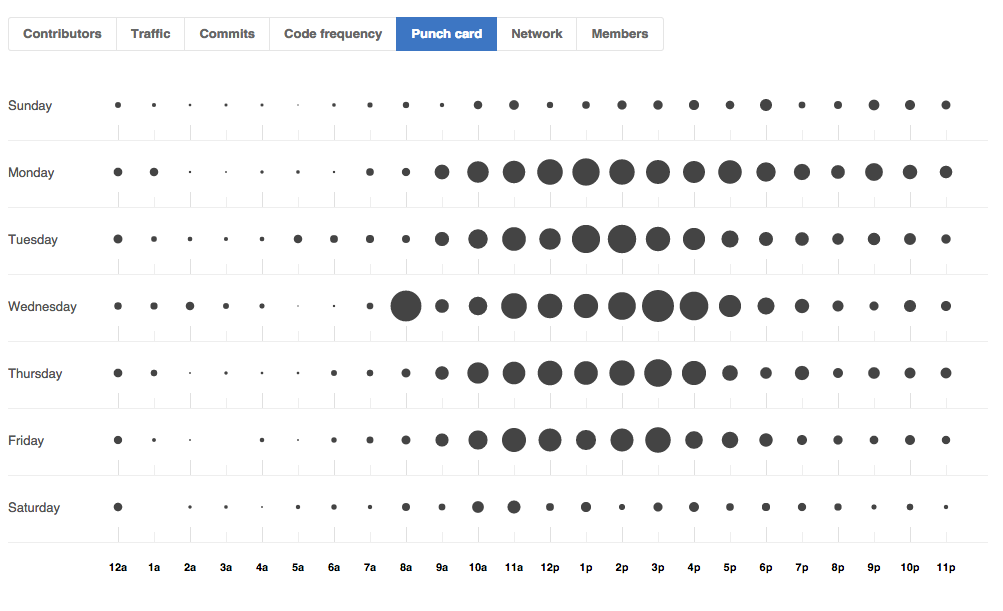 Contributors Traffic Commits Code frequency Punch card Network Members
Sunday
Monday
Tuesday
Wednesday
Thursday
Friday
Saturday
12a 1a 2a 3a 4a 5a 6a 7a 8a 9a 10a 11a 12p 1p 2p 3p 4p 5p 6p 7p 8p 9p 10p 11p